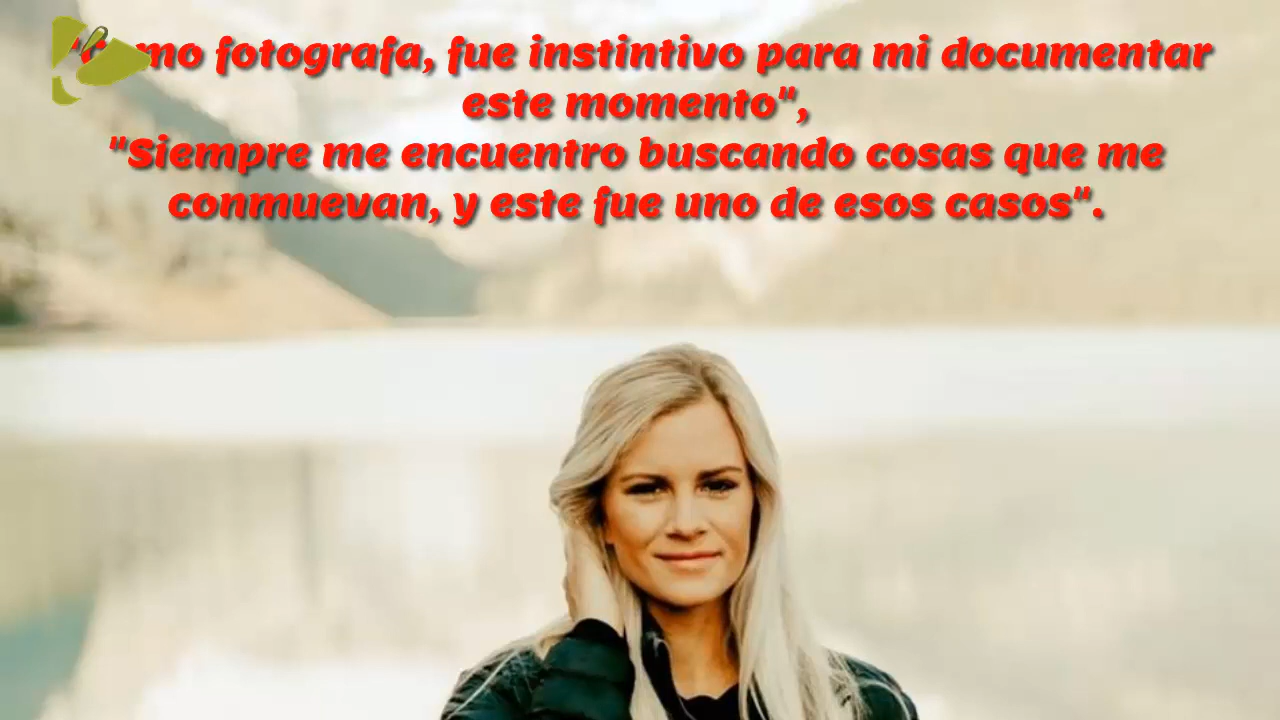 fotografa, fue instintivo para mi documentar
este momento",
"Siempre me encuentro buscando cosas que me
conmuevan, y este fue uno de esos casos".